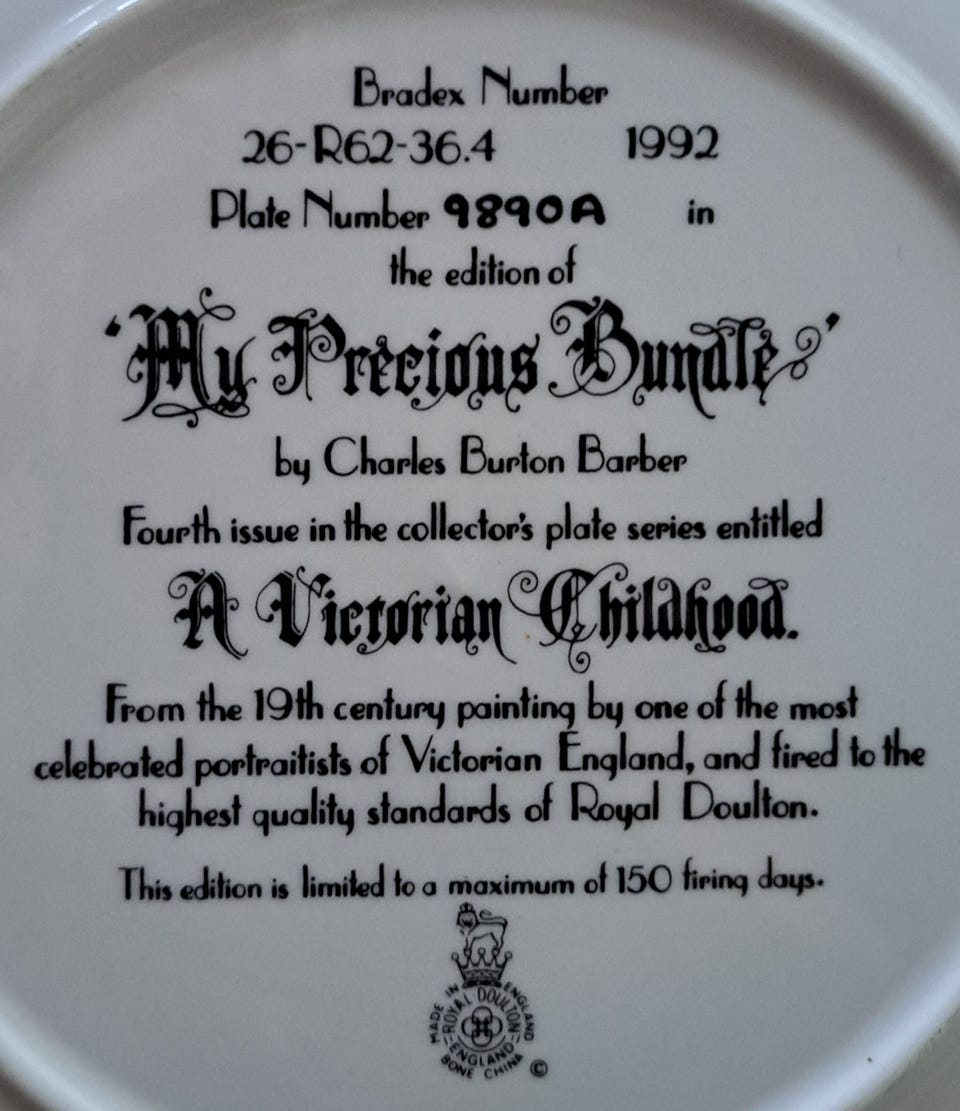 Bradex Number
26-R62-36.4 1992
Plate Number 9890A in
the edition of
'My Precious Bundle'
by Charles Burton Barber
Fourth issue in the collector's plate series entitled
A Victorian Childhood.
From the 19th century painting by one of the most
celebrated portraitists of Victorian England, and fired to the
highest quality standards of Royal Doulton.
This edition is limited to a maximum of 150 firing days.
MADE IN ENGLAND
ROYAL DOULTON
ENGLAND
BONE CHINA ©